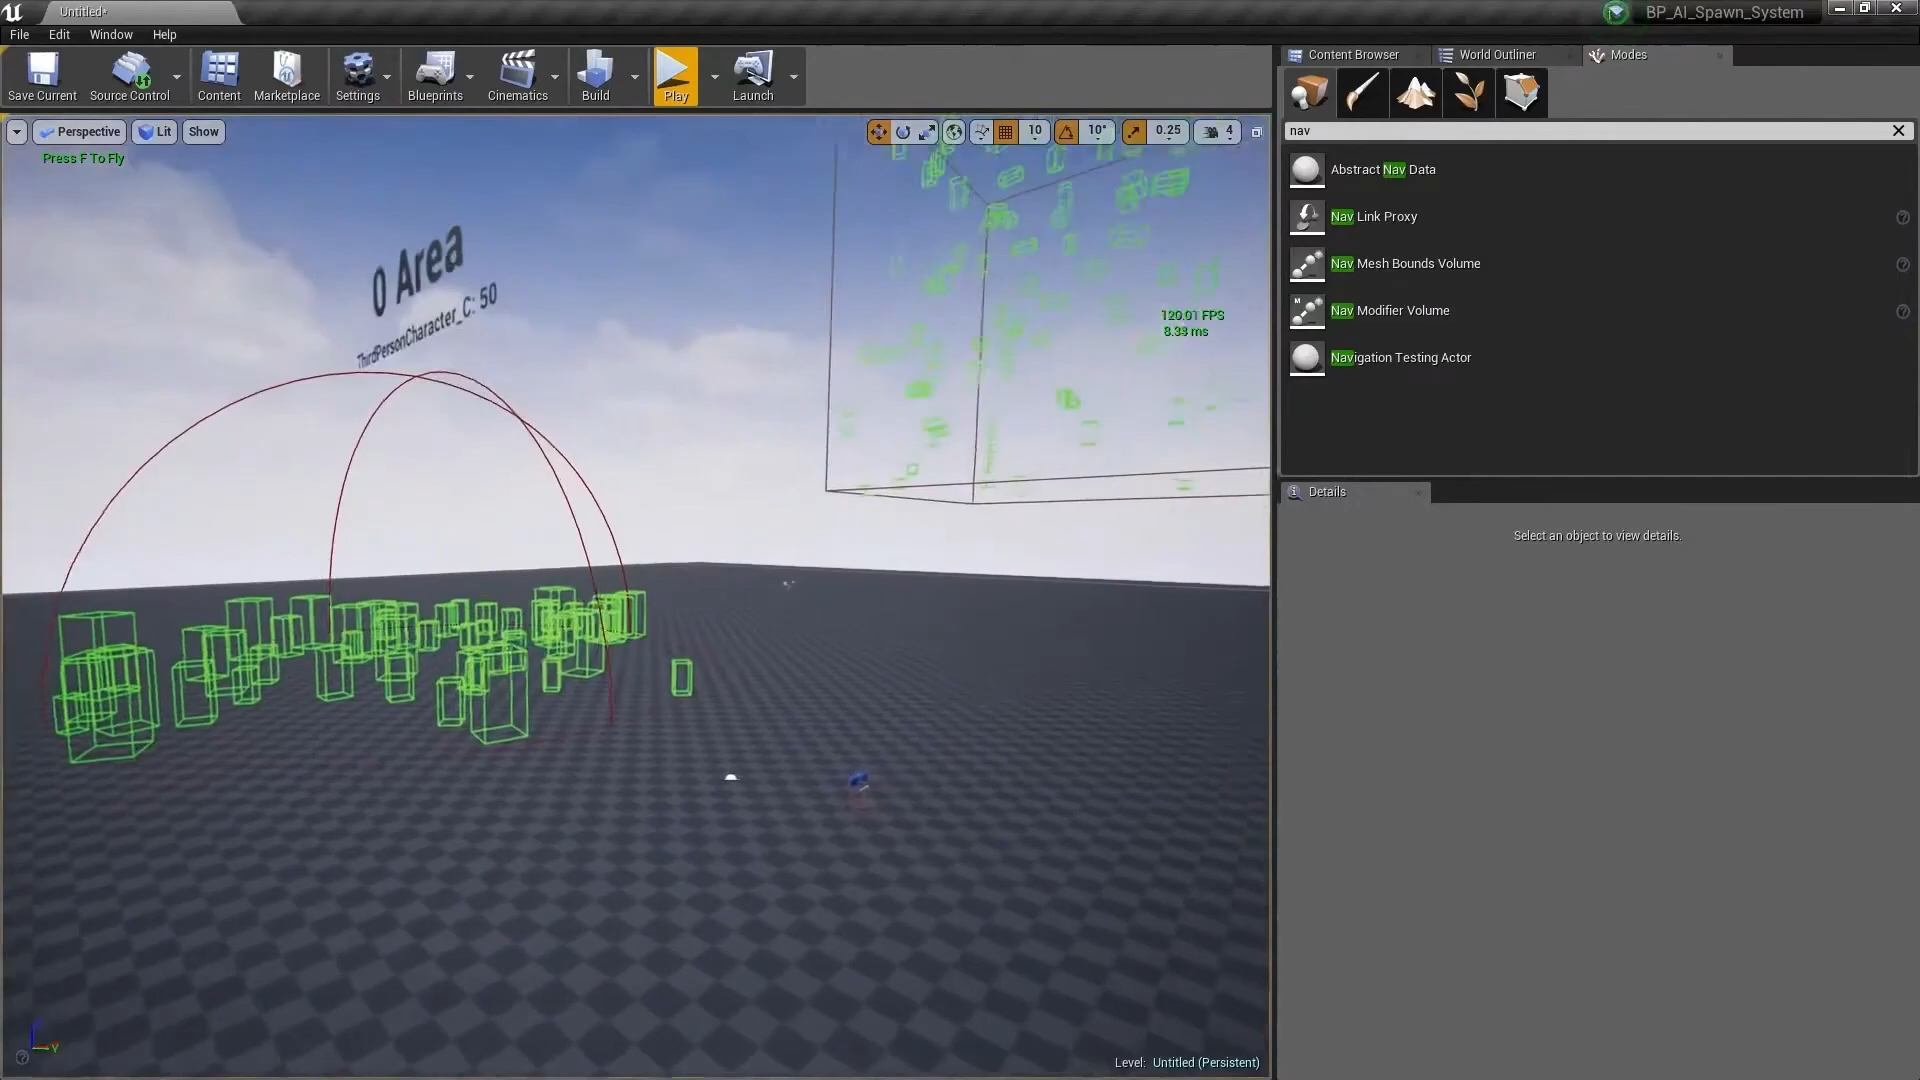 Untitled*
BP_AI_Spawn_System
File Edit Window Help
Save Current Source Control Content Marketplace Settings Blueprints Cinematics Build Play Launch
Content Browser World Outliner Modes
Perspective Lit Show
10 10° 0.25 4
Press F To Fly
nav
Abstract Nav Data
Nav Link Proxy
Nav Mesh Bounds Volume
Nav Modifier Volume
Navigation Testing Actor
0 Area
ThirdPersonCharacter_C: 50
120.01 FPS
8.33 ms
Details
Select an object to view details.
Level: Untitled (Persistent)
Y